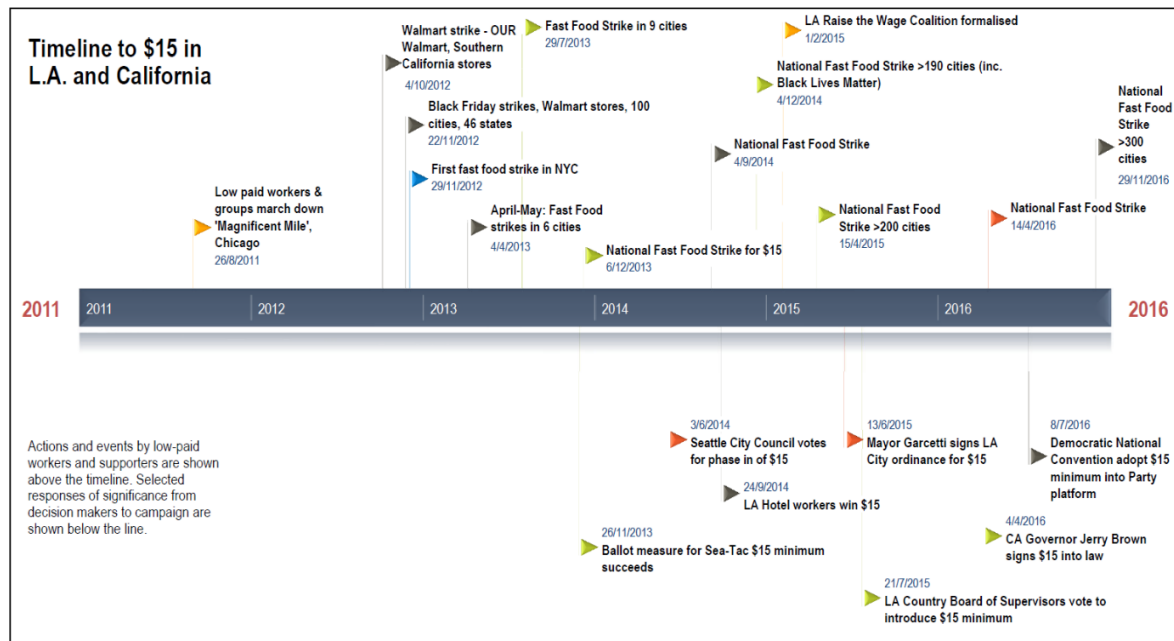 Timeline to $15 in
L.A. and California
Walmart strike - OUR
Walmart, Southern
California stores
4/10/2012
Black Friday strikes, Walmart stores, 100
cities, 46 states
22/11/2012
First fast food strike in NYC
29/11/2012
Low paid workers &
groups march down
'Magnificent Mile',
Chicago
26/8/2011
April-May: Fast Food
strikes in 6 cities
4/4/2013
Fast Food Strike in 9 cities
29/7/2013
National Fast Food Strike for $15
6/12/2013
LA Raise the Wage Coalition formalised
1/2/2015
National Fast Food Strike >190 cities (inc.
Black Lives Matter)
4/12/2014
National Fast Food Strike
4/9/2014
National Fast Food
Strike >200 cities
15/4/2015
National Fast Food Strike
14/4/2016
National
Fast Food
Strike
>300
cities
29/11/2016
2011
2011
2012
2013
2014
2015
2016
2016
Actions and events by low-paid
workers and supporters are shown
above the timeline. Selected
responses of significance from
decision makers to campaign are
shown below the line.
3/6/2014
Seattle City Council votes
for phase in of $15
24/9/2014
LA Hotel workers win $15
26/11/2013
Ballot measure for Sea-Tac $15 minimum
succeeds
13/6/2015
Mayor Garcetti signs LA
City ordinance for $15
8/7/2016
Democratic National
Convention adopt $15
minimum into Party
platform
4/4/2016
CA Governor Jerry Brown
signs $15 into law
21/7/2015
LA Country Board of Supervisors vote to
introduce $15 minimum